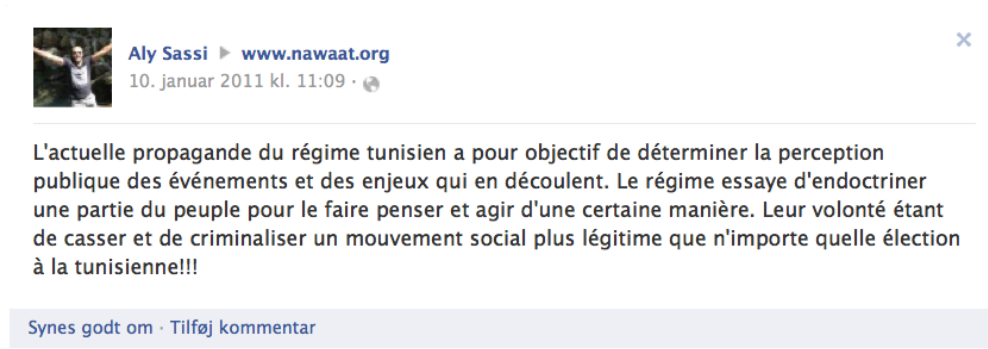 Aly Sassi ▶ www.nawaat.org
10. januar 2011 kl. 11:09 ·
L'actuelle propagande du régime tunisien a pour objectif de déterminer la perception
publique des événements et des enjeux qui en découlent. Le régime essaye d'endoctriner
une partie du peuple pour le faire penser et agir d'une certaine manière. Leur volonté étant
de casser et de criminaliser un mouvement social plus légitime que n'importe quelle élection
à la tunisienne!!!
Synes godt om · Tilføj kommentar